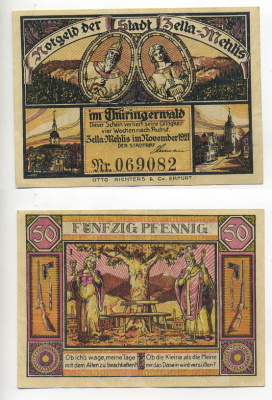 Notgeld der Stadt Zella-Mehlis
im Thüringerwald
Dieser Schein verliert seine Gültigkeit
vier Wochen nach Aufruf
Zella-Mehlis im November 1921
DER STADTRAT
Nr. 069082
OTTO RICHTERS & Co. ERFURT
50 FÜNFZIG PFENNIG 50
Ob ich's wage, meine Tage
mit dem Alten zu beschließen?
Ob die Kleine als die Meine
mir das Dasein wird versüßen?